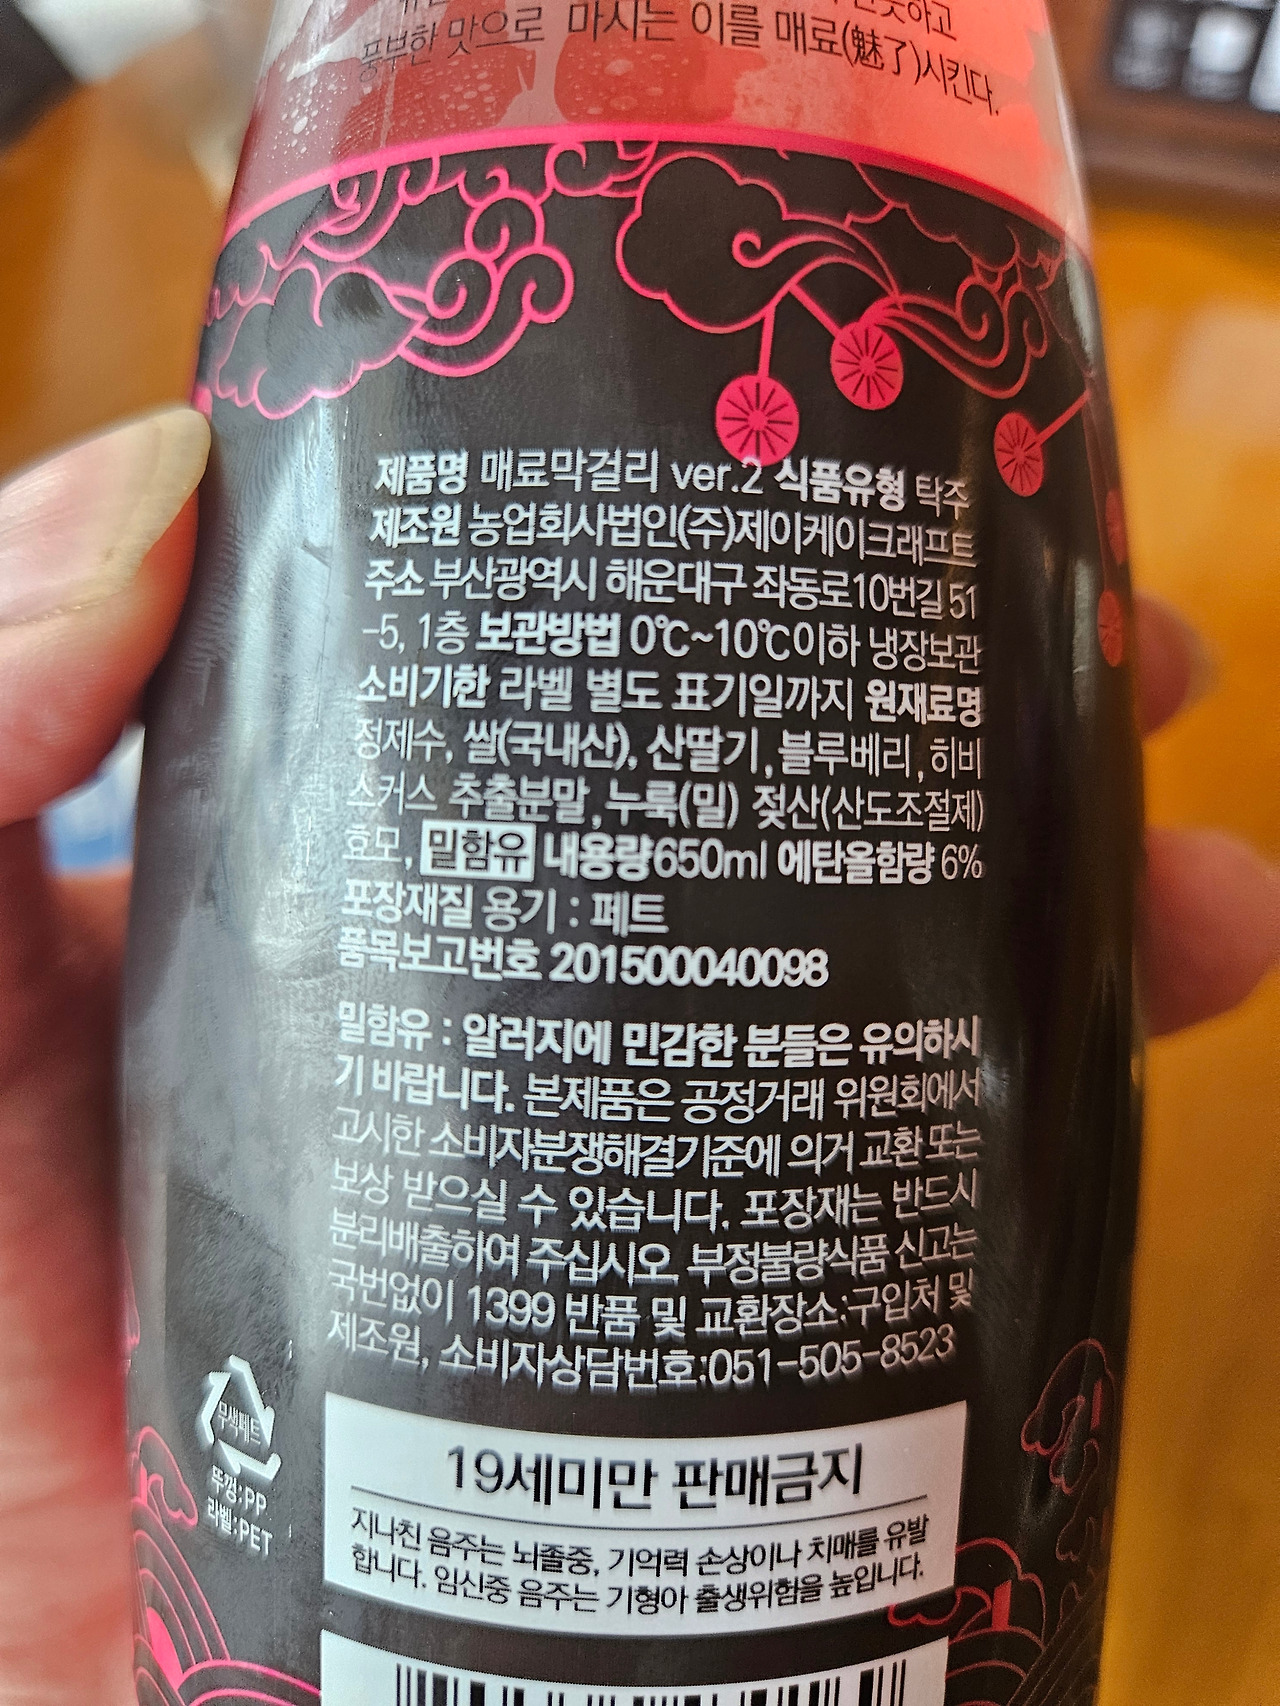 풍부한 맛으로 마시는 이를 매료(魅了)시킨다.
제품명 매료막걸리 ver.2 식품유형 탁주
제조원 농업회사법인(주)제이케이크래프트
주소 부산광역시 해운대구 좌동로10번길 51
-5, 1층 보관방법 0℃~10℃이하 냉장보관
소비기한 라벨 별도 표기일까지 원재료명
정제수, 쌀(국내산), 산딸기, 블루베리, 히비
스커스 추출분말, 누룩(밀) 젖산(산도조절제)
효모, 밀함유 내용량650ml 에탄올함량 6%
포장재질 용기 : 페트
품목보고번호 201500040098
밀함유 : 알러지에 민감한 분들은 유의하시
기 바랍니다. 본제품은 공정거래 위원회에서
고시한 소비자분쟁해결기준에 의거 교환 또는
보상 받으실 수 있습니다. 포장재는 반드시
분리배출하여 주십시오. 부정불량식품 신고는
국번없이 1399 반품 및 교환장소:구입처 및
제조원, 소비자상담번호:051-505-8523
무색페트
뚜껑:PP
라벨:PET
19세미만 판매금지
지나친 음주는 뇌졸중, 기억력 손상이나 치매를 유발
합니다. 임신중 음주는 기형아 출생위험을 높입니다.